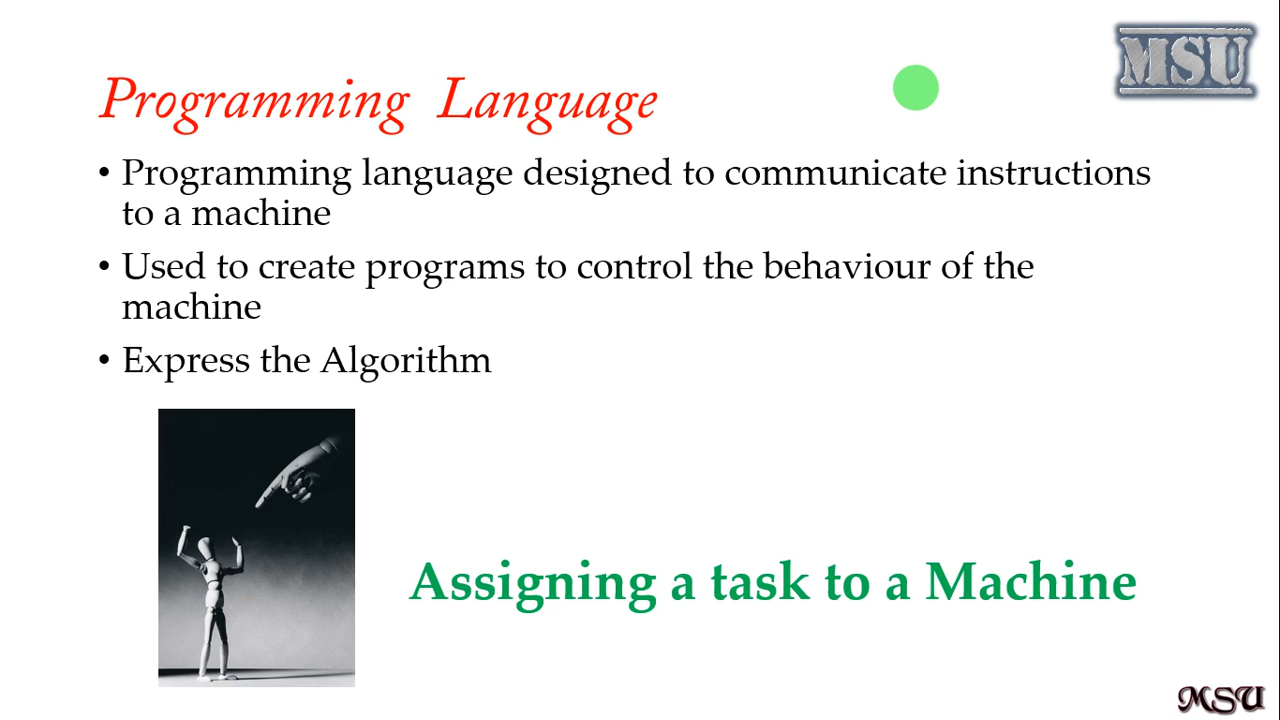 MSU
Programming Language
• Programming language designed to communicate instructions
to a machine
• Used to create programs to control the behaviour of the
machine
• Express the Algorithm
Assigning a task to a Machine
MSU